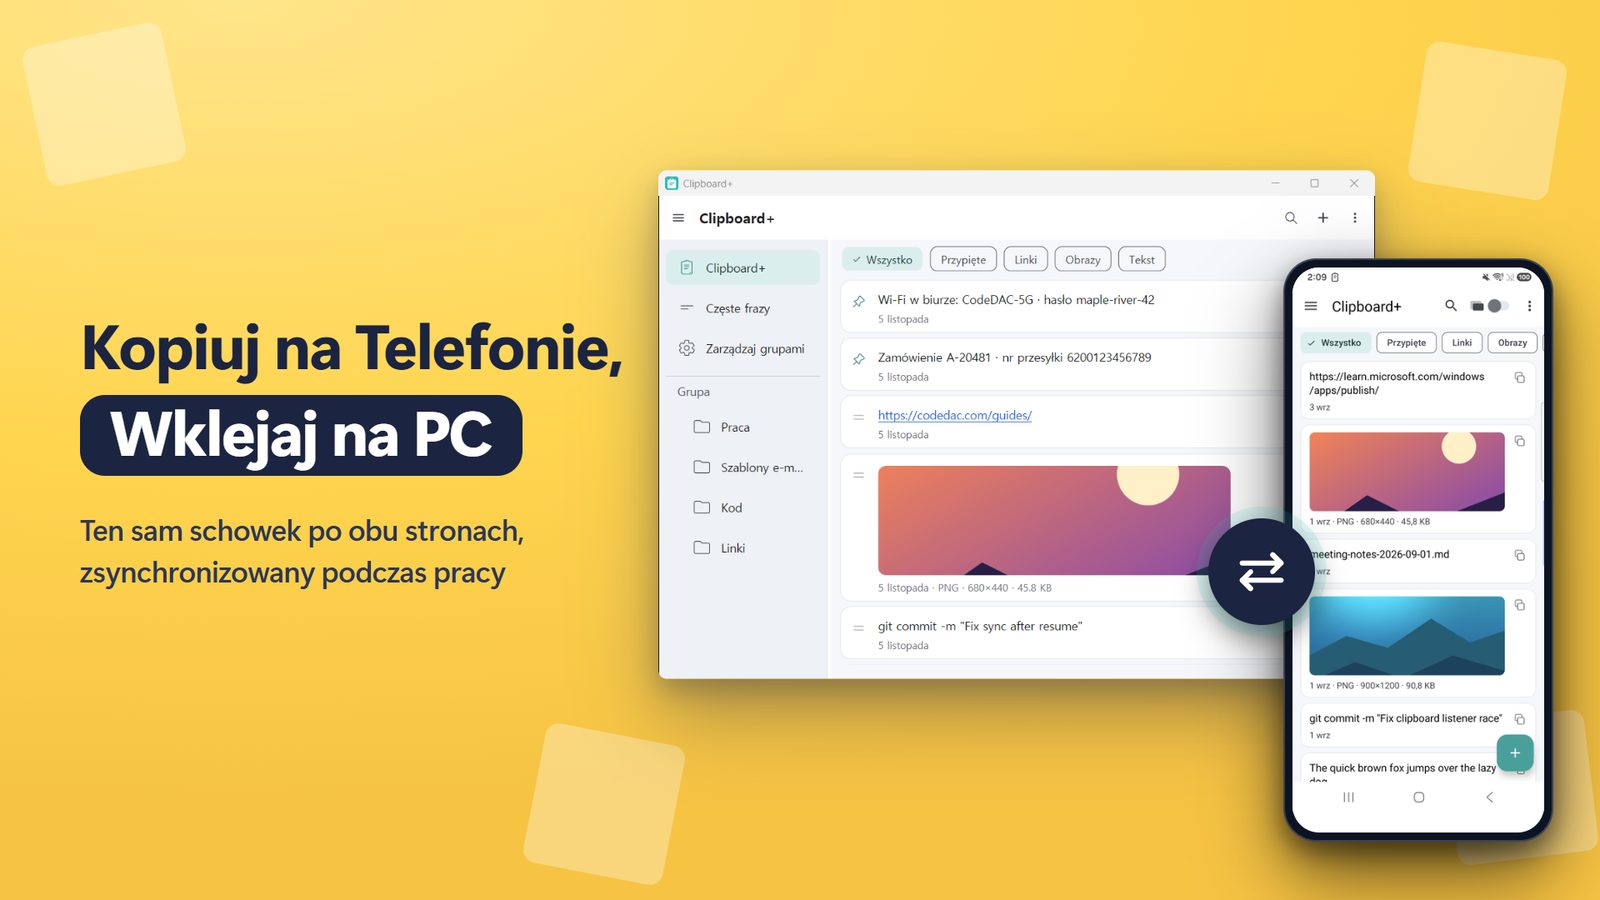 Kopiuj na Telefonie,
Wklejaj na PC
Ten sam schowek po obu stronach,
zsynchronizowany podczas pracy
Clipboard+
Clipboard+
Clipboard+
Częste frazy
Zarządzaj grupami
Grupa
Praca
Szablony e-m...
Kod
Linki
Wszystko
Przypięte
Linki
Obrazy
Tekst
Wi-Fi w biurze: CodeDAC-5G · hasło maple-river-42
5 listopada
Zamówienie A-20481 · nr przesyłki 6200123456789
5 listopada
https://codedac.com/guides/
5 listopada
5 listopada · PNG · 680×440 · 45.8 KB
git commit -m "Fix sync after resume"
5 listopada
2:09
100
Clipboard+
Wszystko
Przypięte
Linki
Obrazy
https://learn.microsoft.com/windows
/apps/publish/
3 wrz
1 wrz · PNG · 680×440 · 45,8 KB
meeting-notes-2026-09-01.md
wrz
1 wrz · PNG · 900×1200 · 90,8 KB
git commit -m "Fix clipboard listener race"
1 wrz
The quick brown fox jumps over the lazy
dog